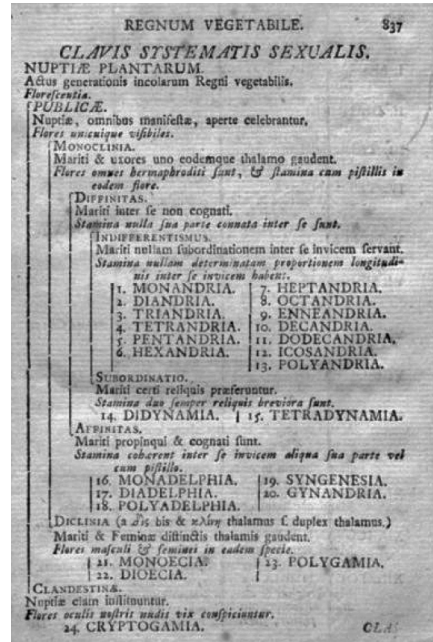 REGNUM VEGETABILE. 837
CLAVIS SYSTEMATIS SEXUALIS.
NUPTIÆ PLANTARUM.
Actus generationis incolarum Regni vegetabilis.
Florescentia.
PUBLICÆ.
Nuptiæ, omnibus manifestæ, aperte celebrantur.
Flores unicuique visibiles.
MONOCLINIA.
Mariti & uxores uno eodemque thalamo gaudent.
Flores omnes hermaphroditi sunt, & stamina cum pistillis in
eodem flore.
DIFFINITAS.
Mariti inter se non cognati.
Stamina nulla sua parte connata inter se sunt.
INDIFFERENTISMUS.
Mariti nullam subordinationem inter se invicem servant.
Stamina nullam determinatam proportionem longitudi-
nis inter se invicem habent.
1. MONANDRIA. 7. HEPTANDRIA.
2. DIANDRIA. 8. OCTANDRIA.
3. TRIANDRIA. 9. ENNEANDRIA.
4. TETRANDRIA. 10. DECANDRIA.
5. PENTANDRIA. 11. DODECANDRIA.
6. HEXANDRIA. 12. ICOSANDRIA.
13. POLYANDRIA.
SUBORDINATIO.
Mariti certi reliquis præferuntur.
Stamina duo semper reliquis breviora sunt.
14. DIDYNAMIA. 15. TETRADYNAMIA.
AFFINITAS.
Mariti propinqui & cognati sunt.
Stamina cohærent inter se invicem aliqua sua parte vel
cum pistillo.
16. MONADELPHIA. 19. SYNGENESIA.
17. DIADELPHIA. 20. GYNANDRIA.
18. POLYADELPHIA.
DICLINIA (a δὶς bis & κλίνη thalamus s. duplex thalamus.)
Mariti & Feminæ distinctis thalamis gaudent.
Flores masculi & feminei in eadem specie.
21. MONOECIA. 23. POLYGAMIA.
22. DIOECIA.
CLANDESTINÆ.
Nuptiæ clam instituuntur.
Flores oculis nostris nudis vix conspiciuntur.
24. CRYPTOGAMIA. CLAS